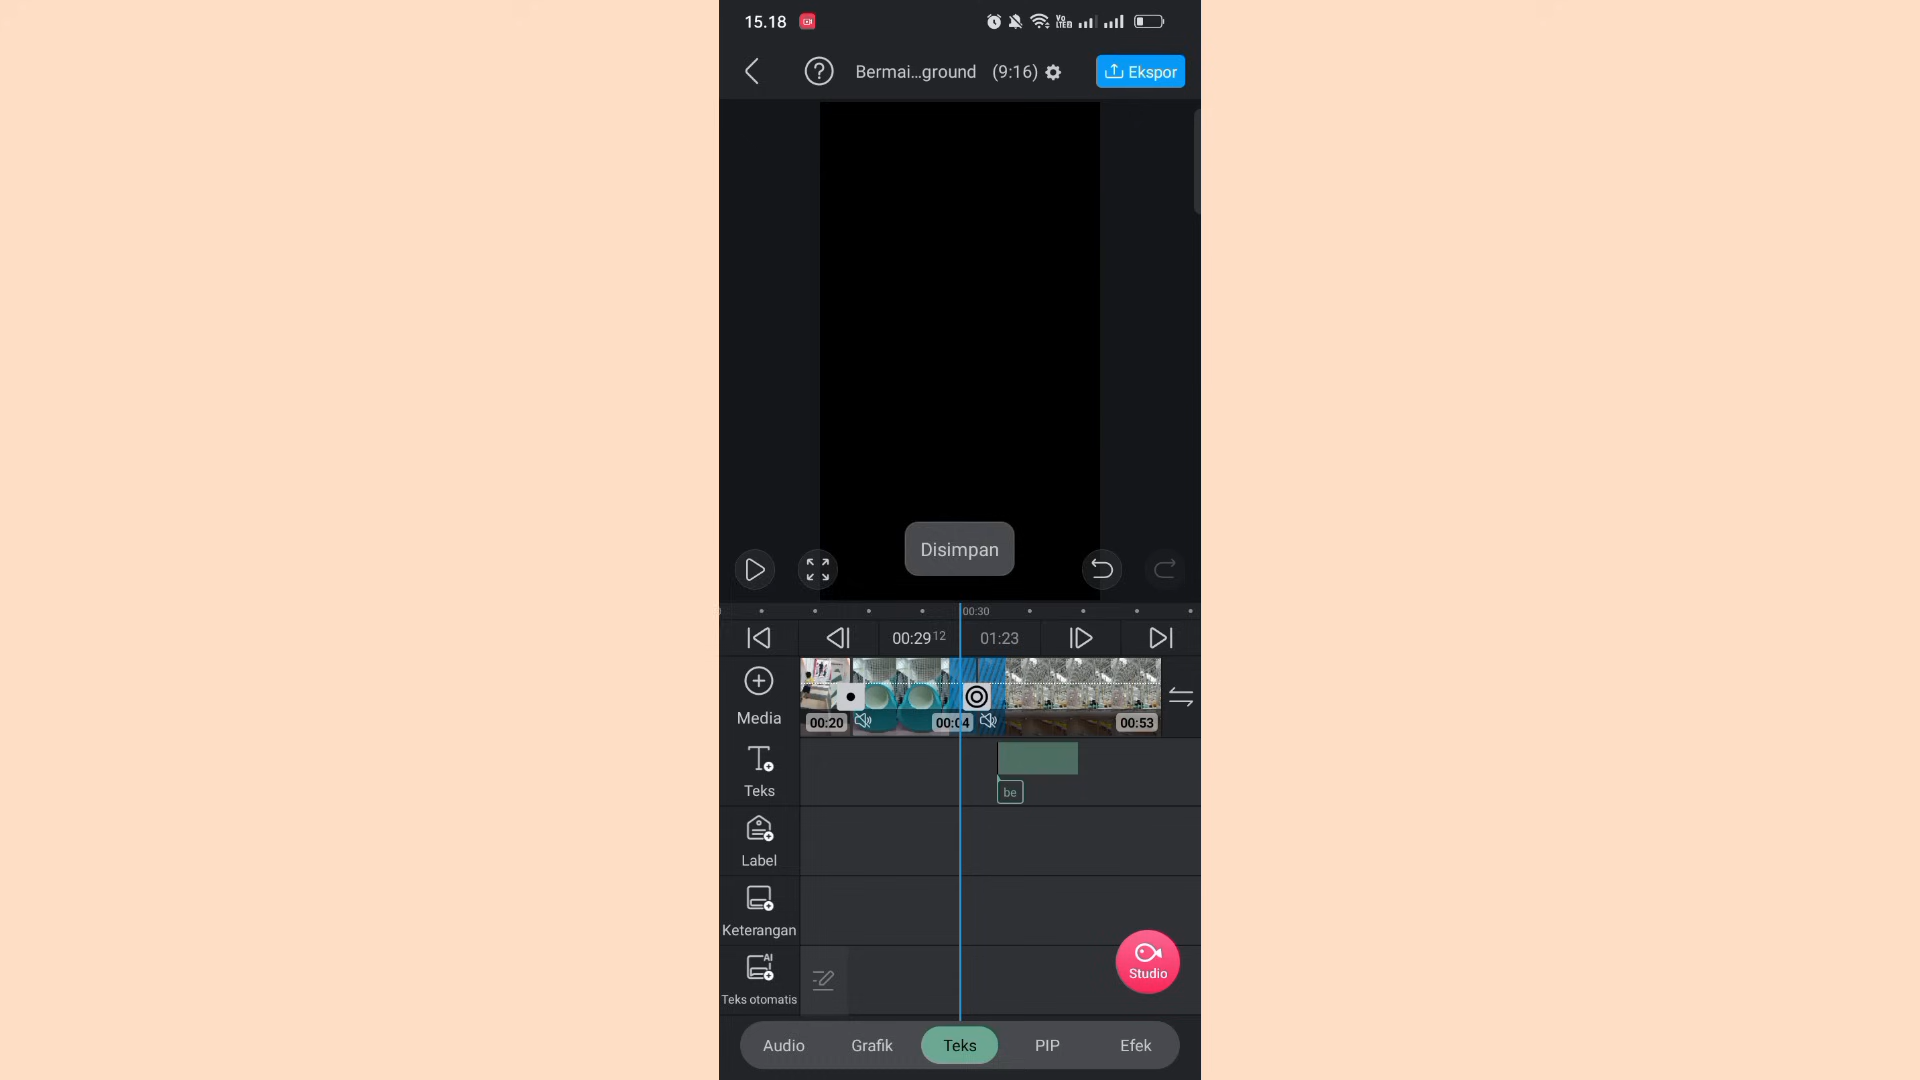 15.18
Bermai...ground (9:16)
Ekspor
Disimpan
00:30
00:29 12
01:23
Media
00:20
00:04
00:53
Teks
be
Label
Keterangan
Studio
AI
Teks otomatis
Audio
Grafik
Teks
PIP
Efek